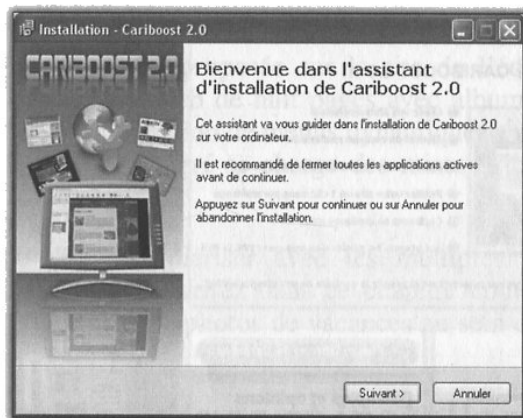 Installation - Cariboost 2.0
CARIBOOST 2.0
Bienvenue dans l'assistant
d'installation de Cariboost 2.0
Cet assistant va vous guider dans l'installation de Cariboost 2.0
sur votre ordinateur.
Il est recommandé de fermer toutes les applications actives
avant de continuer.
Appuyez sur Suivant pour continuer ou sur Annuler pour
abandonner l'installation.
Suivant >
Annuler